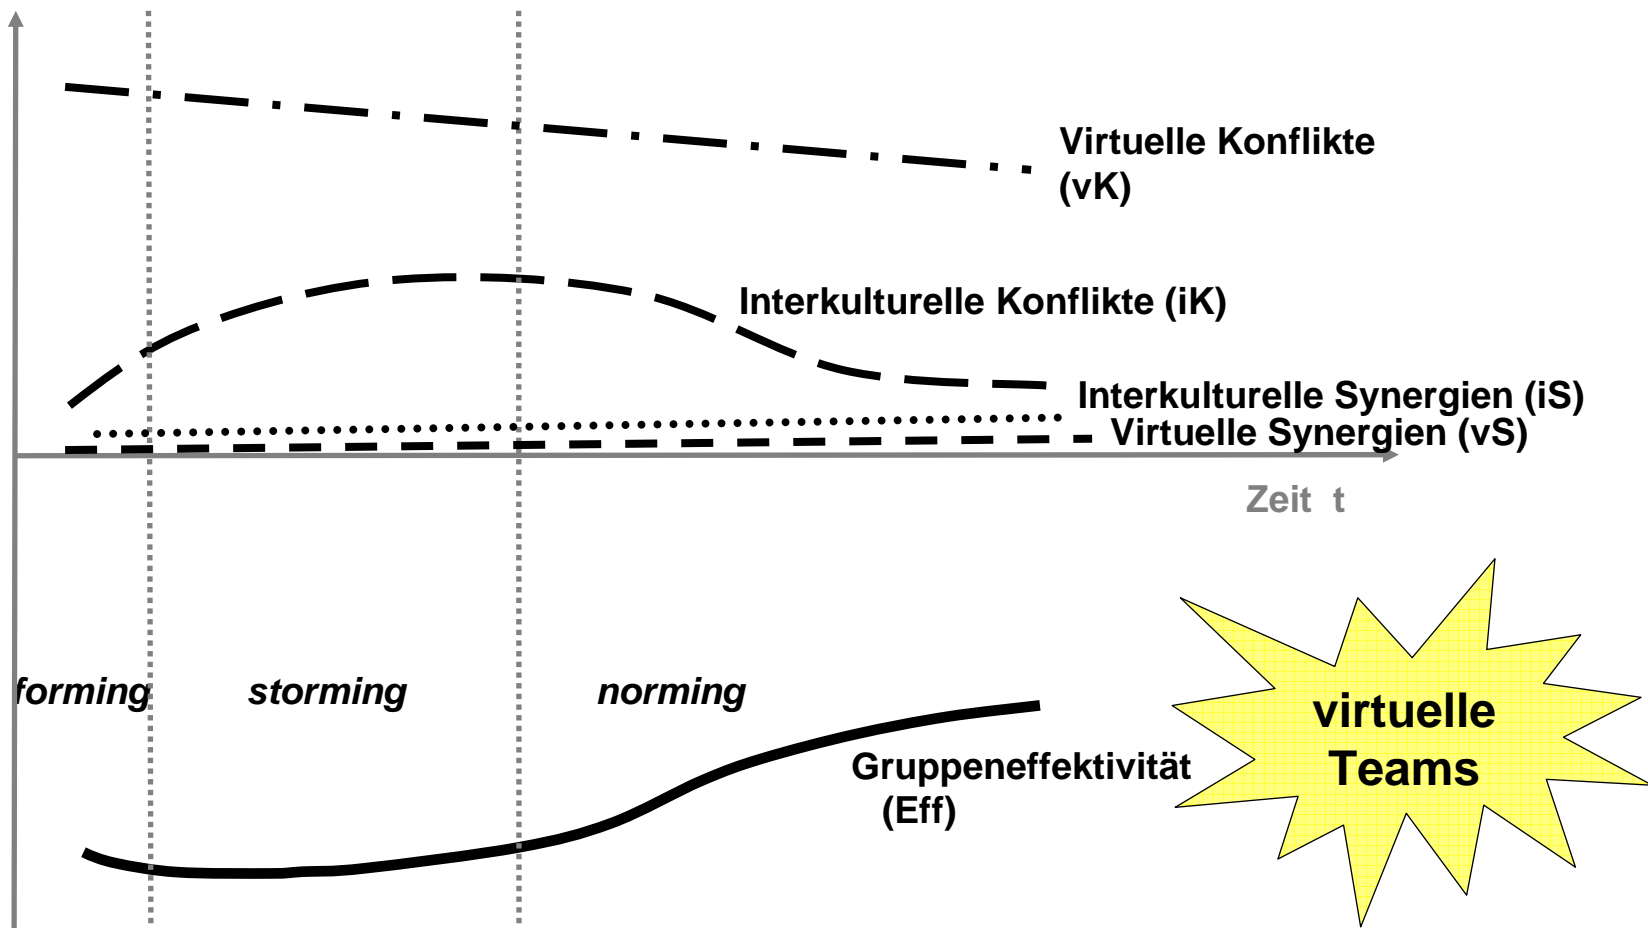 Virtuelle Konflikte
(vK)
Interkulturelle Konflikte (iK)
Interkulturelle Synergien (iS)
Virtuelle Synergien (vS)
Zeit t
forming
storming
norming
virtuelle
Teams
Gruppeneffektivität
(Eff)